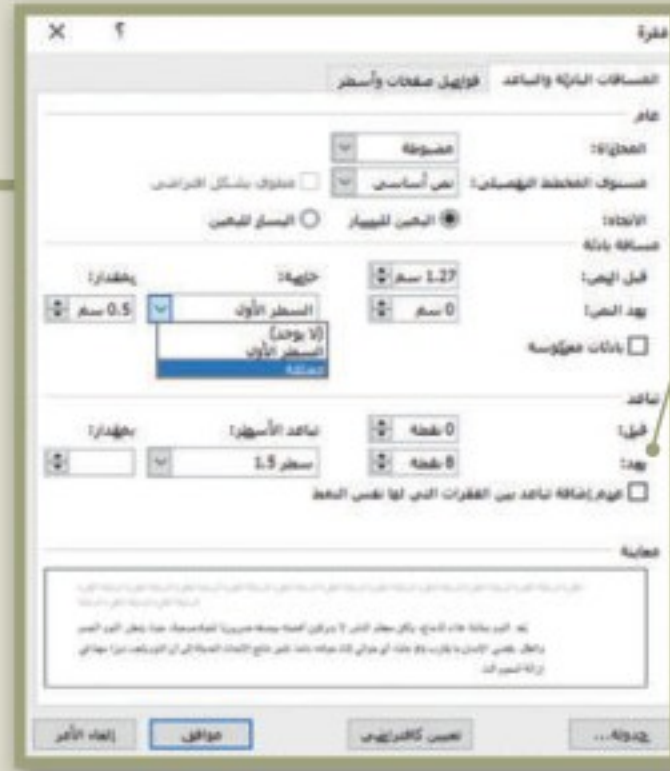 فقرة ؟ ×
المسافات البادئة والتباعد فواصل صفحات وأسطر
عام
المحاذاة: مضبوطة
مستوى المخطط التفصيلي: نص أساسي مطوي بشكل افتراضي
الاتجاه: اليمين لليسار اليسار لليمين
مسافة بادئة
قبل النص: 1.27 سم خاصة: بمقدار:
بعد النص: 0 سم السطر الأول 0.5 سم
(لا يوجد)
السطر الأول
معلقة
بادئات معكوسة
تباعد
قبل: 0 نقطة تباعد الأسطر: بمقدار:
بعد: 8 نقطة سطر 1.5
عدم إضافة تباعد بين الفقرات التي لها نفس النمط
معاينة
جدولة... تعيين كافتراضي موافق إلغاء الأمر